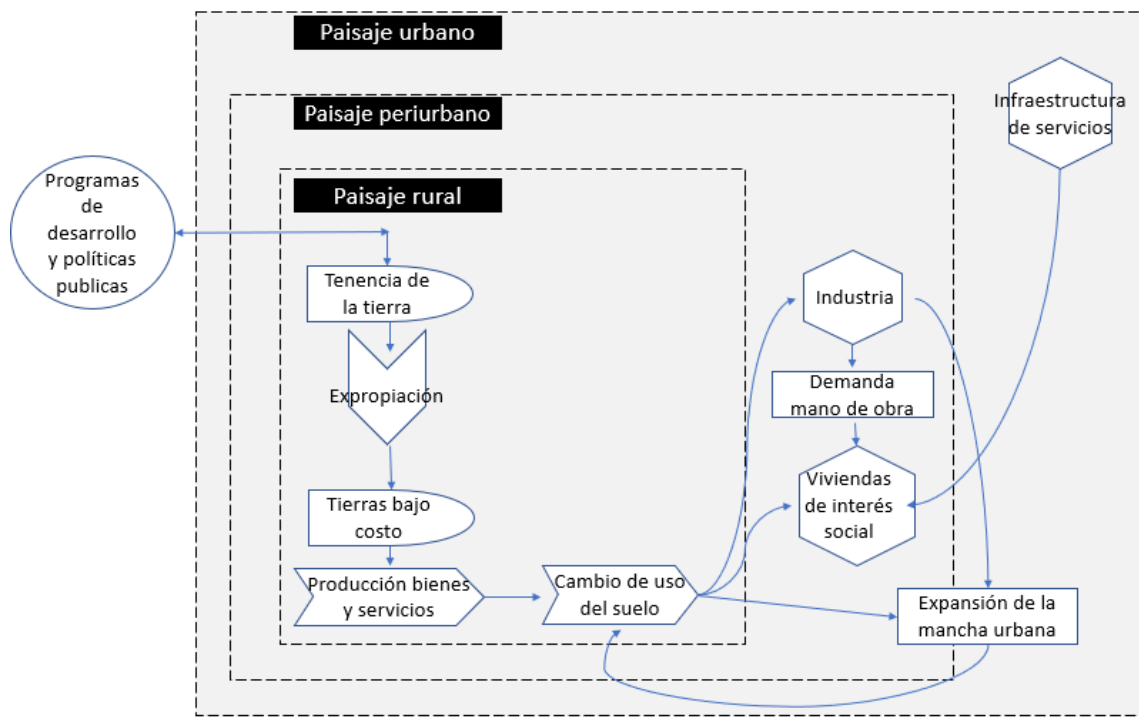 Paisaje urbano
Infraestructura
de servicios
Paisaje periurbano
Programas
de
desarrollo
y políticas
publicas
Paisaje rural
Tenencia de
la tierra
Expropiación
Tierras bajo
costo
Producción bienes
y servicios
Cambio de uso
del suelo
Industria
Demanda
mano de obra
Viviendas
de interés
social
Expansión de la
mancha urbana